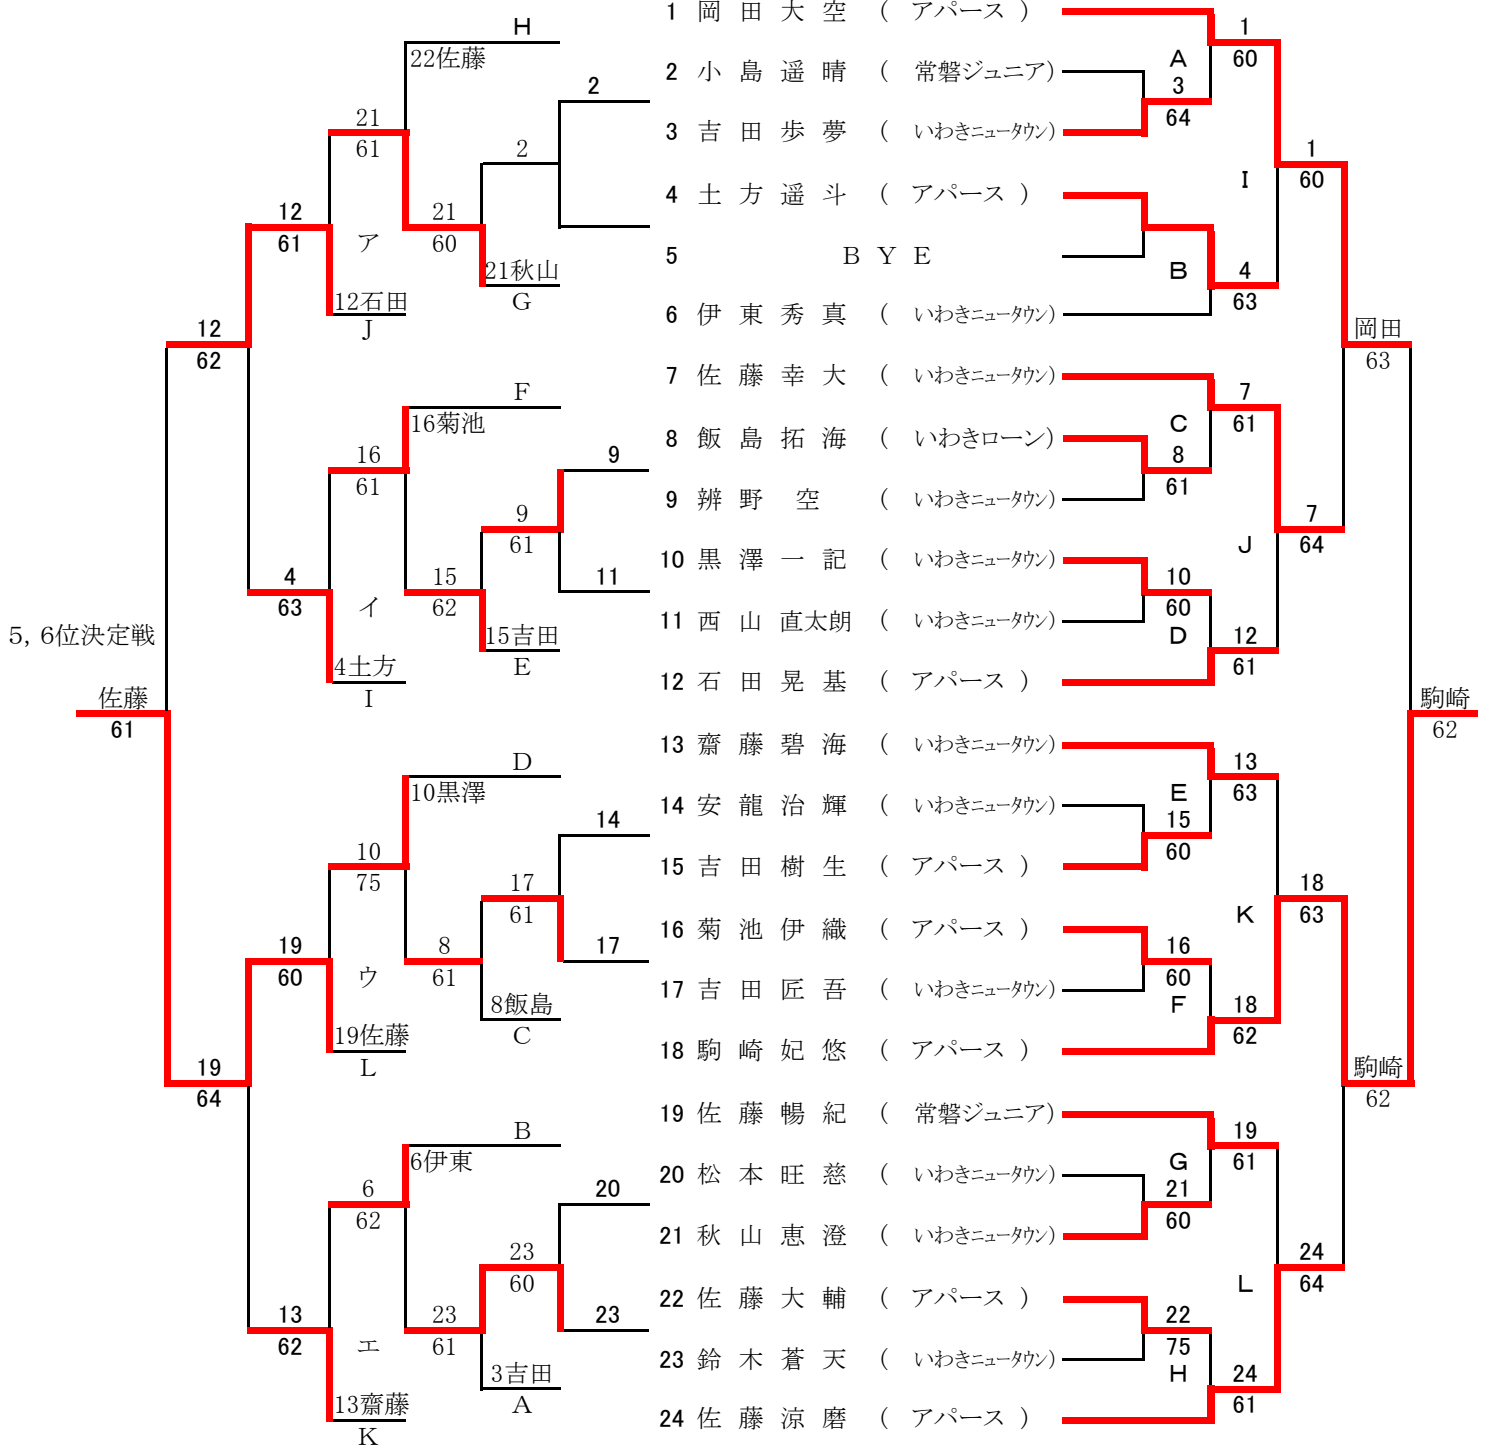 1 岡田大空 ( アパース )
2 小島遥晴 ( 常磐ジュニア)
3 吉田歩夢 ( いわきニュータウン)
4 土方遥斗 ( アパース )
5 BYE
6 伊東秀真 ( いわきニュータウン)
7 佐藤幸大 ( いわきニュータウン)
8 飯島拓海 ( いわきローン)
9 辨野空 ( いわきニュータウン)
10 黒澤一記 ( いわきニュータウン)
11 西山直太朗 ( いわきニュータウン)
12 石田晃基 ( アパース )
13 齋藤碧海 ( いわきニュータウン)
14 安龍治輝 ( いわきニュータウン)
15 吉田樹生 ( アパース )
16 菊池伊織 ( アパース )
17 吉田匠吾 ( いわきニュータウン)
18 駒崎妃悠 ( アパース )
19 佐藤暢紀 ( 常磐ジュニア)
20 松本旺慈 ( いわきニュータウン)
21 秋山恵澄 ( いわきニュータウン)
22 佐藤大輔 ( アパース )
23 鈴木蒼天 ( いわきニュータウン)
24 佐藤涼磨 ( アパース )
A
3
64
1
60
B
4
63
I
1
60
C
8
61
7
61
10
60
D
12
61
J
7
64
岡田
63
E
15
60
13
63
16
60
F
18
62
K
18
63
G
21
60
19
61
22
75
H
24
61
L
24
64
駒崎
62
駒崎
62
H
22佐藤
2
2
21
61
21
60
21秋山
G
12
61
ア
12石田
J
12
62
F
16菊池
9
16
61
9
61
11
15
62
15吉田
E
4
63
イ
4土方
I
5, 6位決定戦
佐藤
61
D
10黒澤
14
10
75
17
61
17
8
61
8飯島
C
19
60
ウ
19佐藤
L
19
64
B
6伊東
20
6
62
23
60
23
23
61
3吉田
A
13
62
エ
13齋藤
K